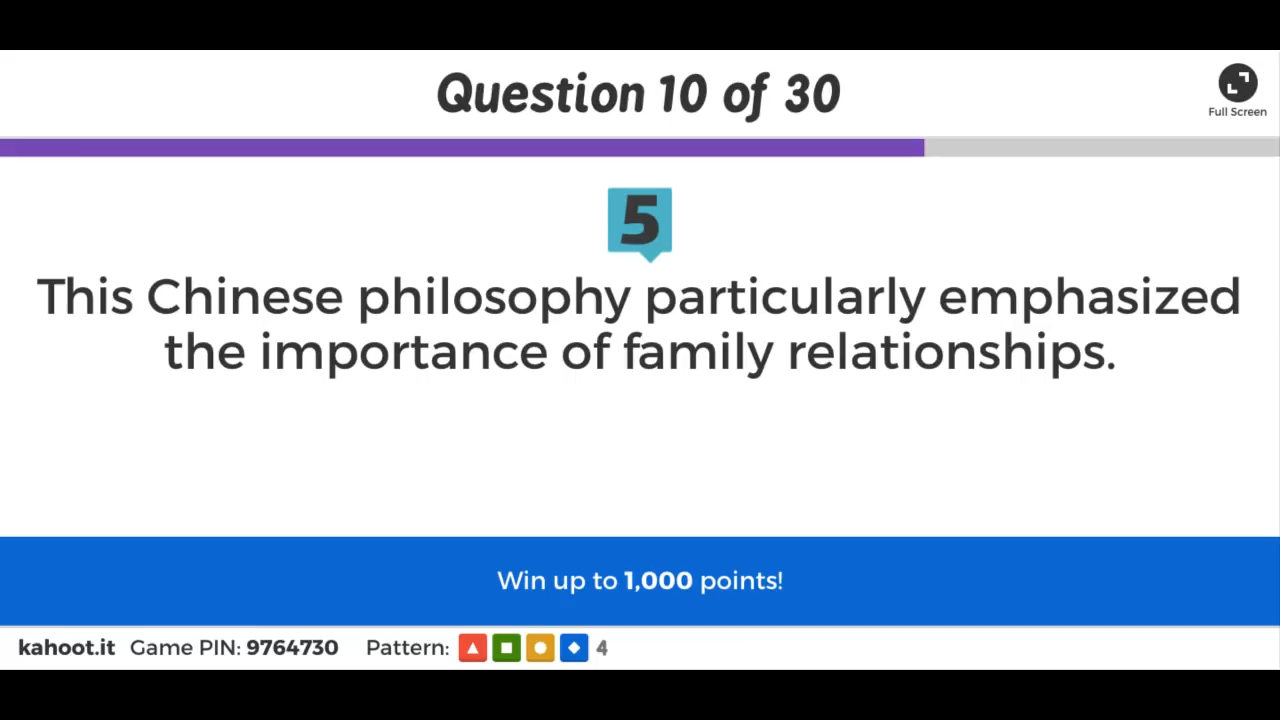 Question 10 of 30
Full Screen
5
This Chinese philosophy particularly emphasized
the importance of family relationships.
Win up to 1,000 points!
kahoot.it Game PIN: 9764730 Pattern: 4